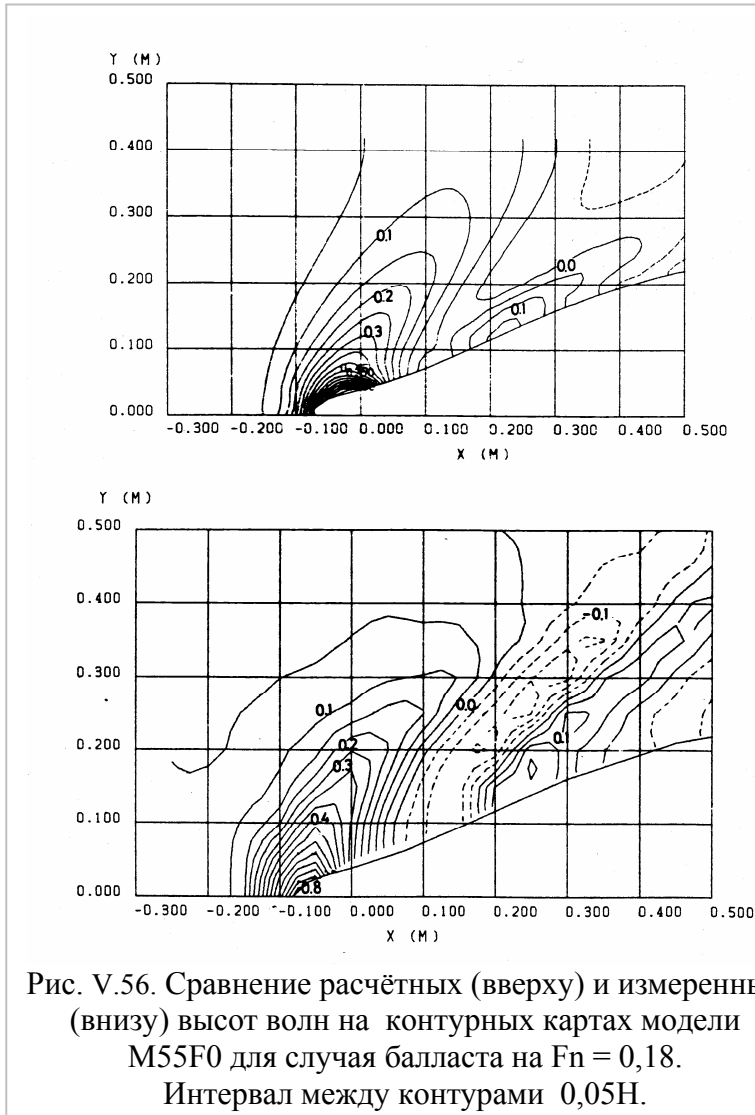 Y (M)
0.500
0.400
0.300
0.200
0.100
0.000
0.1
0.2
0.3
0.0
0.1
-0.300 -0.200 -0.100 0.000 0.100 0.200 0.300 0.400 0.500
X (M)
Y (M)
0.500
0.400
0.300
0.200
0.100
0.000
-0.1
0.1
0.0
0.2
0.1
0.3
0.4
-0.8
-0.300 -0.200 -0.100 0.000 0.100 0.200 0.300 0.400 0.500
X (M)
Рис. V.56. Сравнение расчётных (вверху) и измеренны
(внизу) высот волн на контурных картах модели
M55F0 для случая балласта на Fn = 0,18.
Интервал между контурами 0,05H.